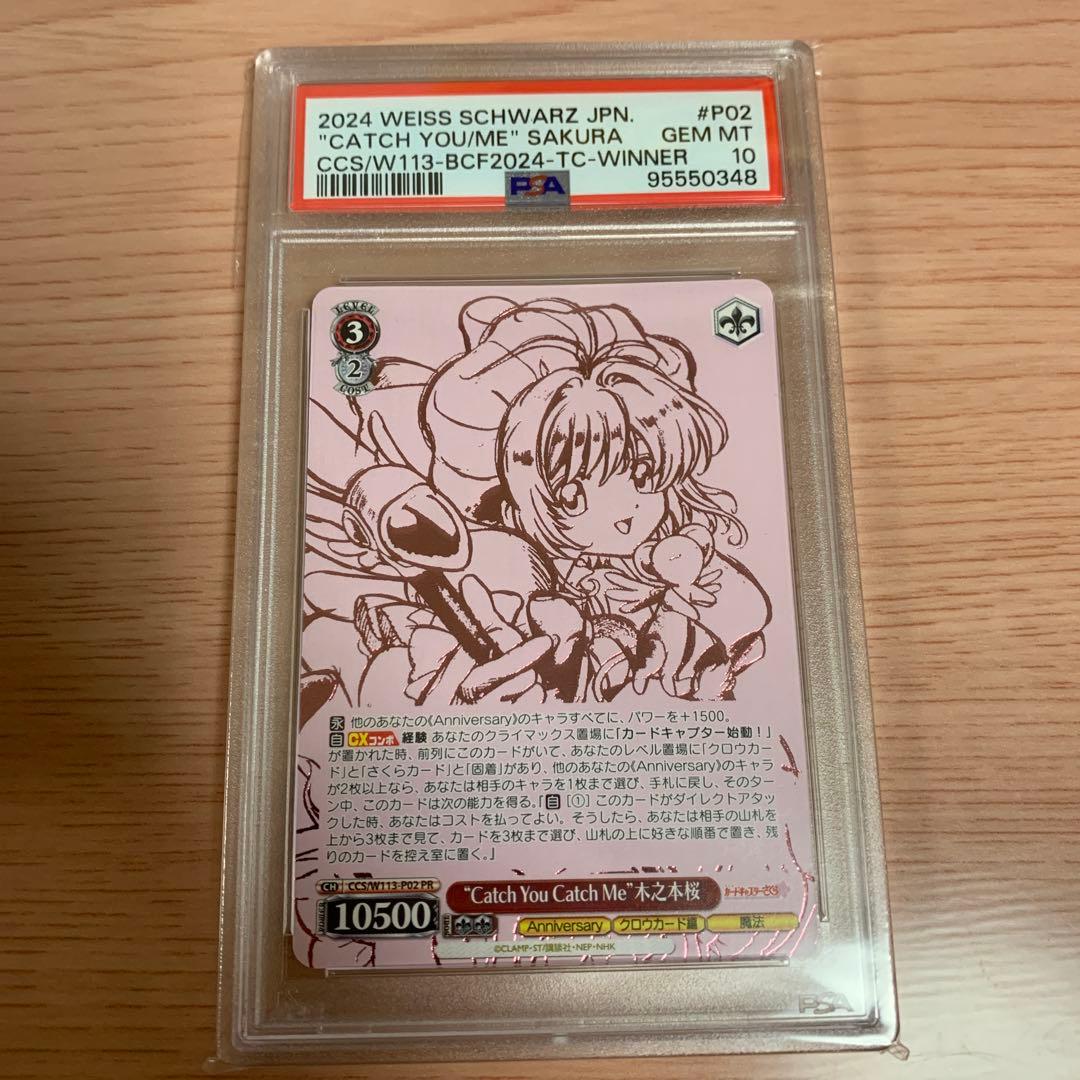 2024 WEISS SCHWARZ JPN. #P02
"CATCH YOU/ME" SAKURA GEM MT
CCS/W113-BCF2024-TC-WINNER 10
PSA 95550348
LEVEL
3
2
COST
永 他のあなたの《Anniversary》のキャラすべてに、パワーを+1500。
自 CXコンボ 経験 あなたのクライマックス置場に「カードキャプター始動!」
が置かれた時、前列にこのカードがいて、あなたのレベル置場に「クロウカー
ド」と「さくらカード」と「固着」があり、他のあなたの《Anniversary》のキャラ
が2枚以上なら、あなたは相手のキャラを1枚まで選び、手札に戻し、そのター
ン中、このカードは次の能力を得る。『自 [①] このカードがダイレクトアタッ
クした時、あなたはコストを払ってよい。そうしたら、あなたは相手の山札を
上から3枚まで見て、カードを3枚まで選び、山札の上に好きな順番で置き、残
りのカードを控え室に置く。』
CH CCS/W113-P02 PR "Catch You Catch Me"木之本桜 カードキャプターさくら
POWER 10500 SOUL Anniversary クロウカード編 魔法
©CLAMP・ST/講談社・NEP・NHK
PSA